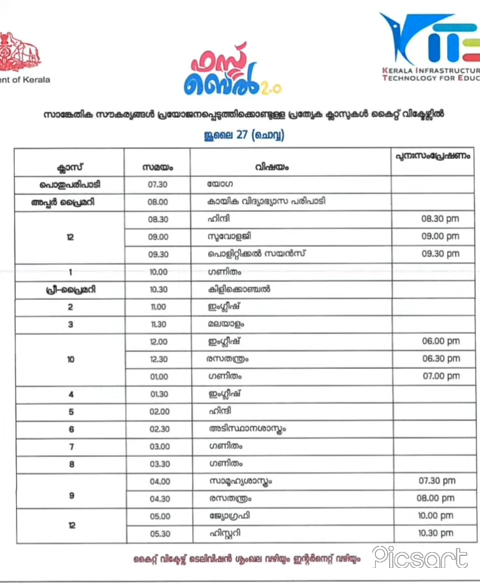 ent of Kerala
ഫസ്റ്റ്
ബെൽ 2.0
KITE
KERALA INFRASTRUCTUR
TECHNOLOGY FOR EDUC
സാങ്കേതിക സൗകര്യങ്ങൾ പ്രയോജനപ്പെടുത്തിക്കൊണ്ടുള്ള പ്രത്യേക ക്ലാസുകൾ കൈറ്റ് വിക്ടേഴ്സിൽ
ജൂലൈ 27 (ചൊവ്വ)
ക്ലാസ് സമയം വിഷയം പുനഃസംപ്രേഷണം
പൊതുപരിപാടി 07.30 യോഗ
അപ്പർ പ്രൈമറി 08.00 കായിക വിദ്യാഭ്യാസ പരിപാടി
12 08.30 ഹിന്ദി 08.30 pm
09.00 സുവോളജി 09.00 pm
09.30 പൊളിറ്റിക്കൽ സയൻസ് 09.30 pm
1 10.00 ഗണിതം
പ്രീ-പ്രൈമറി 10.30 കിളിക്കൊഞ്ചൽ
2 11.00 ഇംഗ്ലീഷ്
3 11.30 മലയാളം
10 12.00 ഇംഗ്ലീഷ് 06.00 pm
12.30 രസതന്ത്രം 06.30 pm
01.00 ഗണിതം 07.00 pm
4 01.30 ഇംഗ്ലീഷ്
5 02.00 ഹിന്ദി
6 02.30 അടിസ്ഥാനശാസ്ത്രം
7 03.00 ഗണിതം
8 03.30 ഗണിതം
9 04.00 സാമൂഹ്യശാസ്ത്രം 07.30 pm
04.30 രസതന്ത്രം 08.00 pm
12 05.00 ജ്യോഗ്രഫി 10.00 pm
05.30 ഹിസ്റ്ററി 10.30 pm
കൈറ്റ് വിക്ടേഴ്സ് ടെലിവിഷൻ ശൃംഖല വഴിയും ഇന്റർനെറ്റ് വഴിയും
Picsart